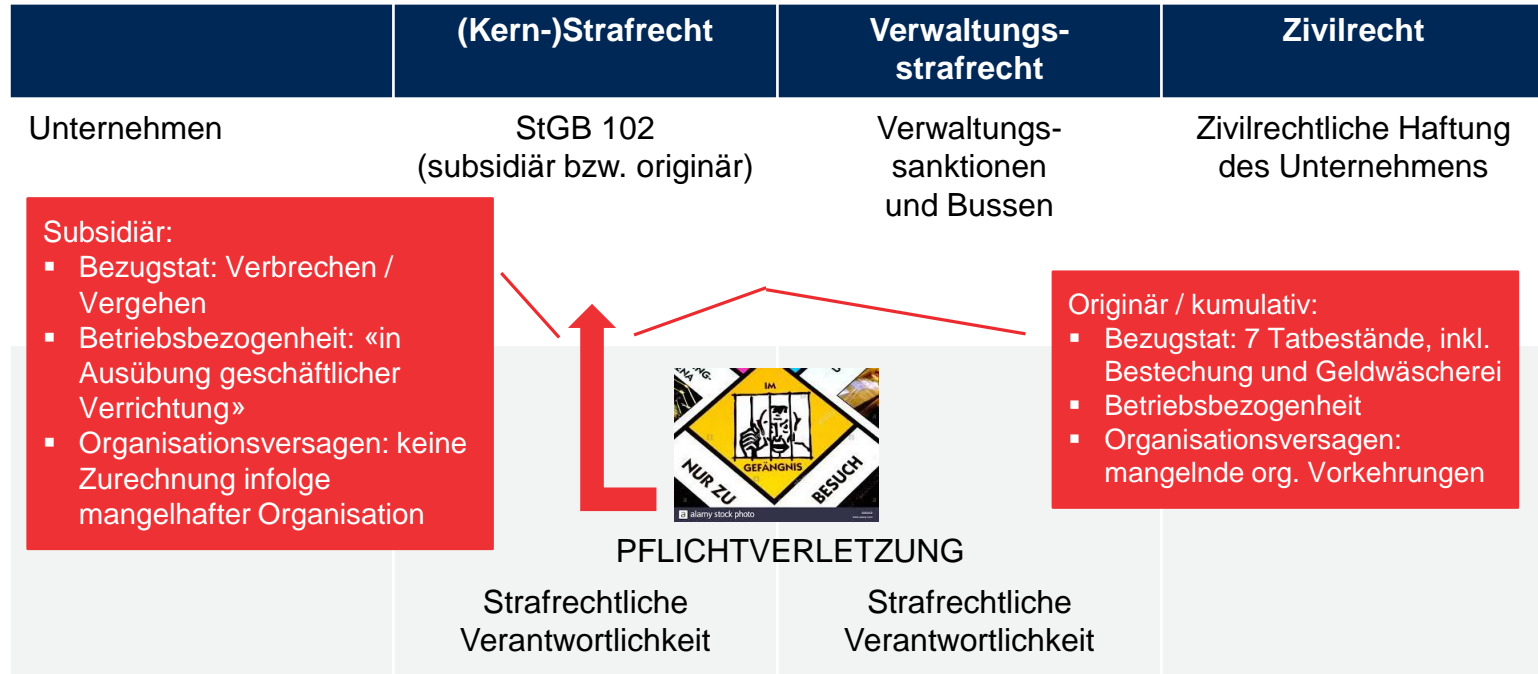 (Kern-)Strafrecht
Verwaltungs-
strafrecht
Zivilrecht
Unternehmen
StGB 102
(subsidiär bzw. originär)
Verwaltungs-
sanktionen
und Bussen
Zivilrechtliche Haftung
des Unternehmens
Subsidiär:
▪ Bezugstat: Verbrechen /
Vergehen
▪ Betriebsbezogenheit: «in
Ausübung geschäftlicher
Verrichtung»
▪ Organisationsversagen: keine
Zurechnung infolge
mangelhafter Organisation
Originär / kumulativ:
▪ Bezugstat: 7 Tatbestände, inkl.
Bestechung und Geldwäscherei
▪ Betriebsbezogenheit
▪ Organisationsversagen:
mangelnde org. Vorkehrungen
IM
GEFÄNGNIS
NUR ZU
BESUCH
a alamy stock photo
PFLICHTVERLETZUNG
Strafrechtliche
Verantwortlichkeit
Strafrechtliche
Verantwortlichkeit